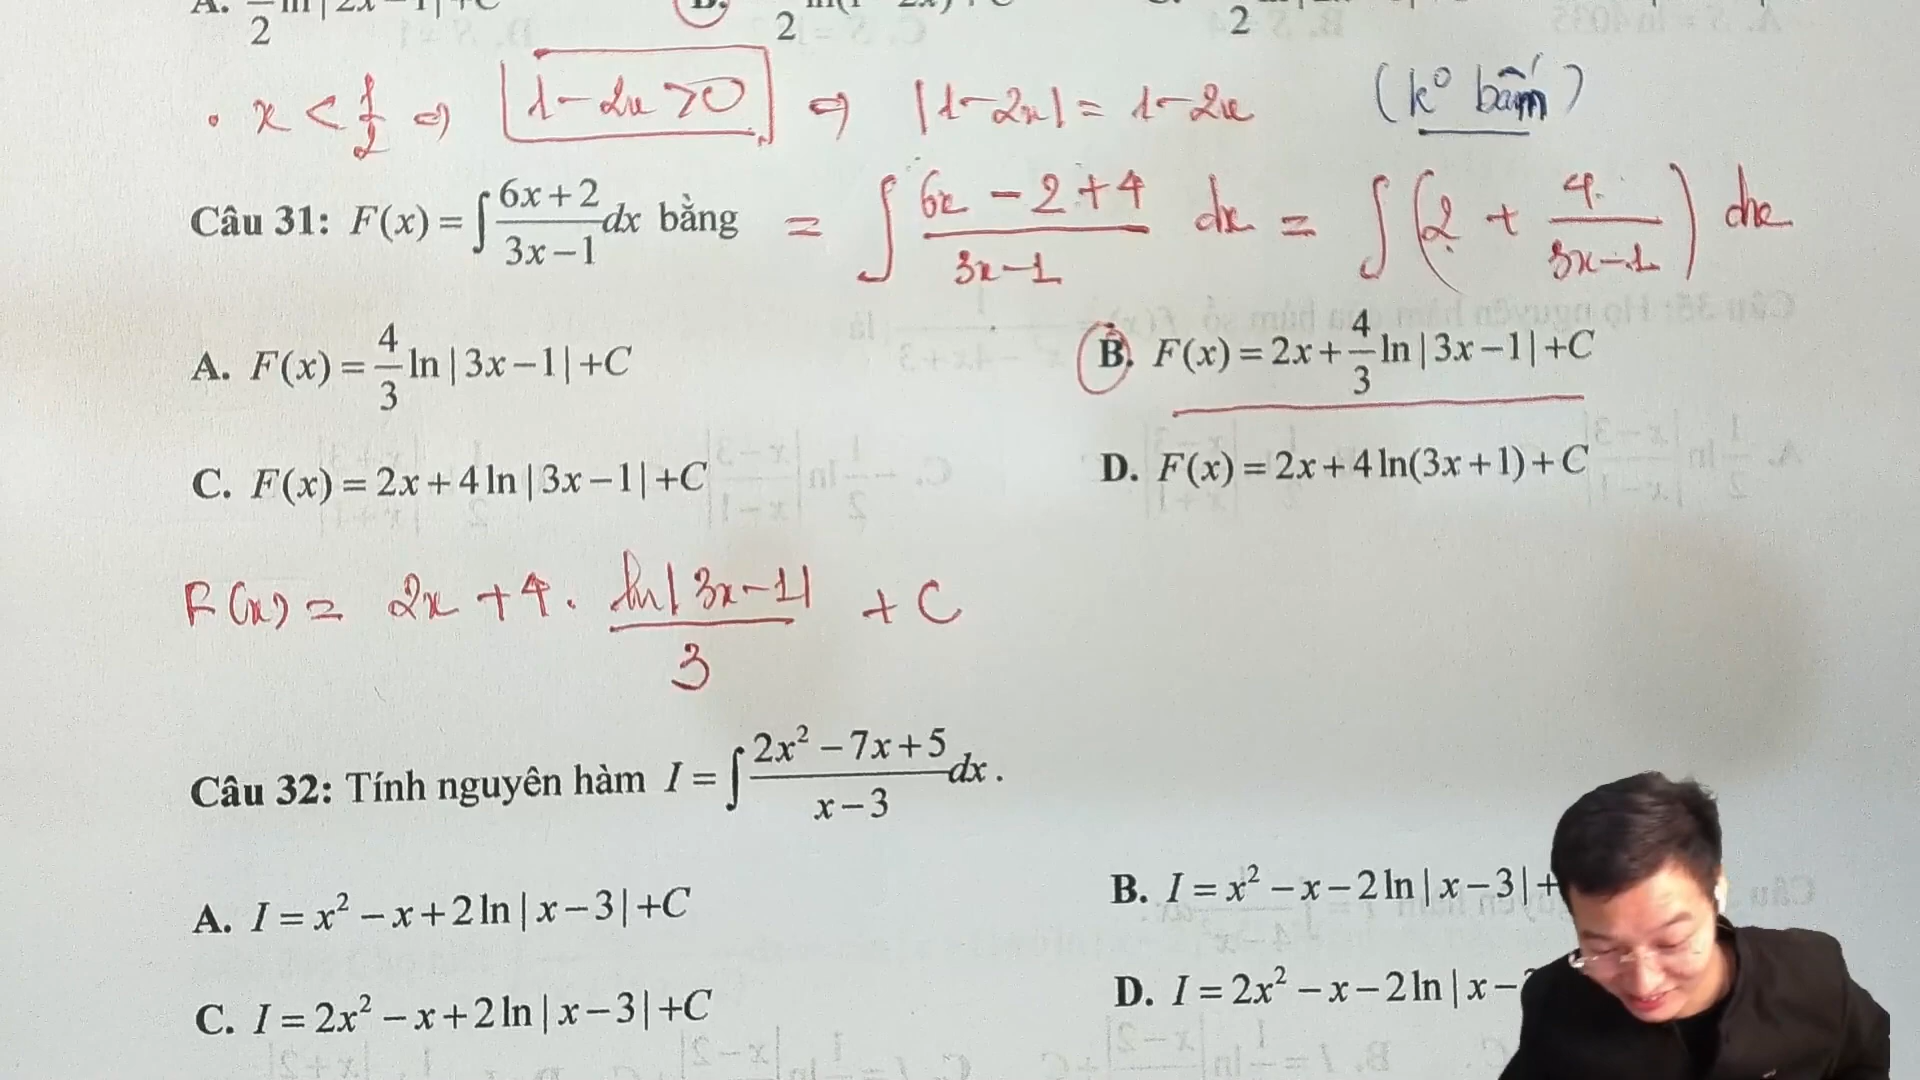 • x < 1/2 ⇒ 1-2x > 0 ⇒ |1-2x| = 1-2x (k⁰ bấm)
Câu 31: F(x) = ∫ (6x+2)/(3x−1) dx bằng = ∫ (6x - 2 + 4)/(3x-1) dx = ∫ (2 + 4/(3x-1)) dx
A. F(x) = 4/3 ln|3x−1|+C B. F(x) = 2x + 4/3 ln|3x−1|+C
C. F(x) = 2x + 4 ln|3x−1|+C D. F(x) = 2x + 4 ln(3x+1)+C
F(x) = 2x + 4 . ln|3x-1|/3 + C
Câu 32: Tính nguyên hàm I = ∫ (2x² − 7x + 5)/(x − 3) dx.
A. I = x² − x + 2 ln|x−3|+C B. I = x² − x − 2 ln|x−3|+
C. I = 2x² − x + 2 ln|x−3|+C D. I = 2x² − x − 2 ln|x−